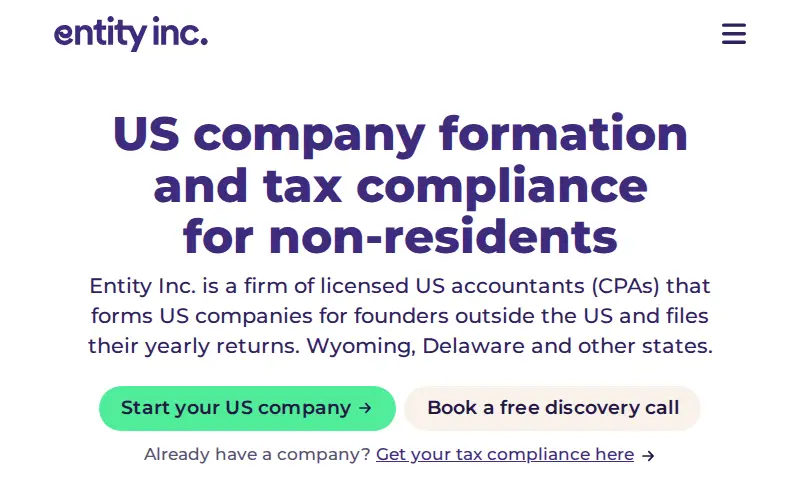 entity inc.
US company formation
and tax compliance
for non-residents
Entity Inc. is a firm of licensed US accountants (CPAs) that
forms US companies for founders outside the US and files
their yearly returns. Wyoming, Delaware and other states.
Start your US company →
Book a free discovery call
Already have a company? Get your tax compliance here →